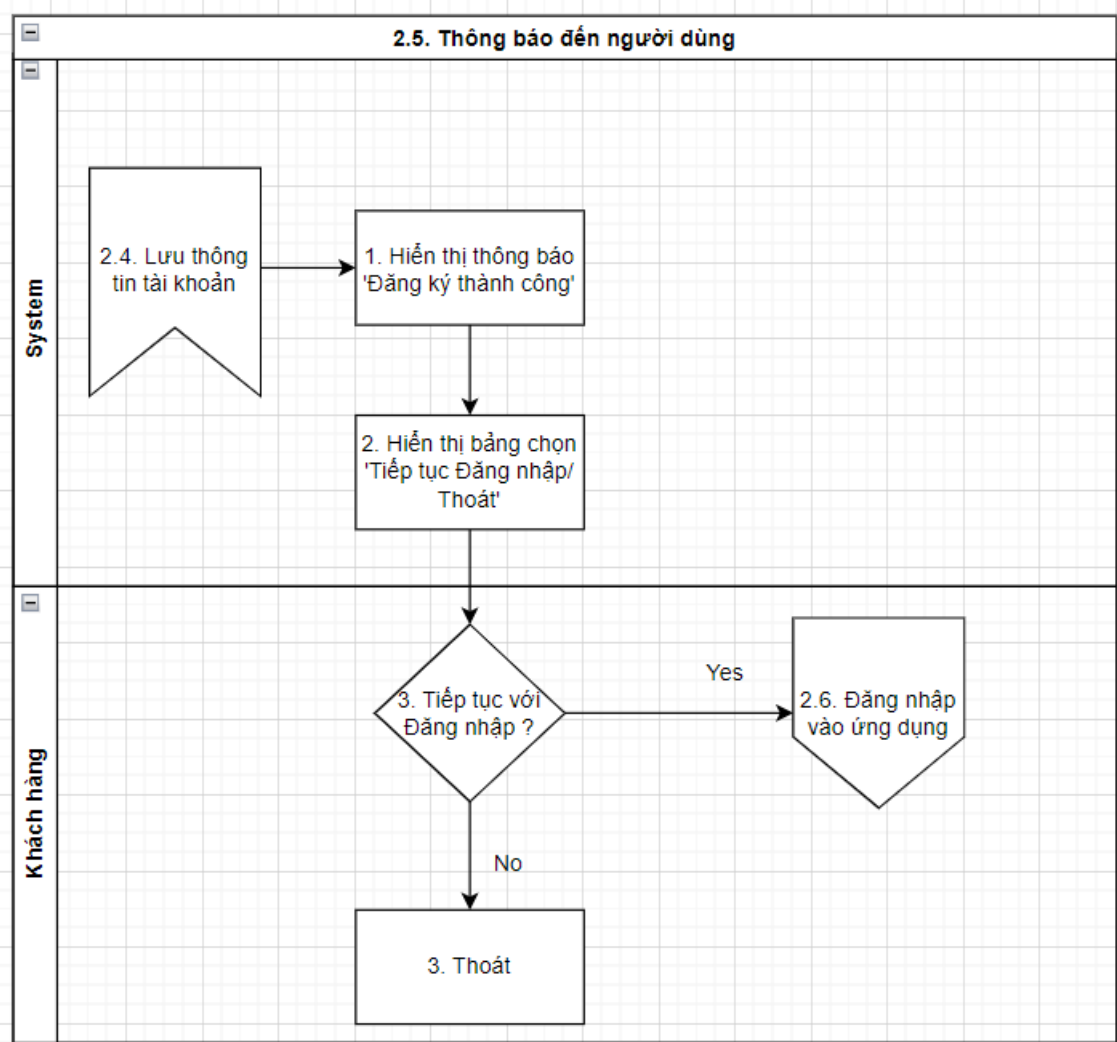 2.5. Thông báo đến người dùng
System
2.4. Lưu thông
tin tài khoản
1. Hiển thị thông báo
'Đăng ký thành công'
2. Hiển thị bảng chọn
'Tiếp tục Đăng nhập/
Thoát'
Khách hàng
3. Tiếp tục với
Đăng nhập ?
Yes
2.6. Đăng nhập
vào ứng dụng
No
3. Thoát